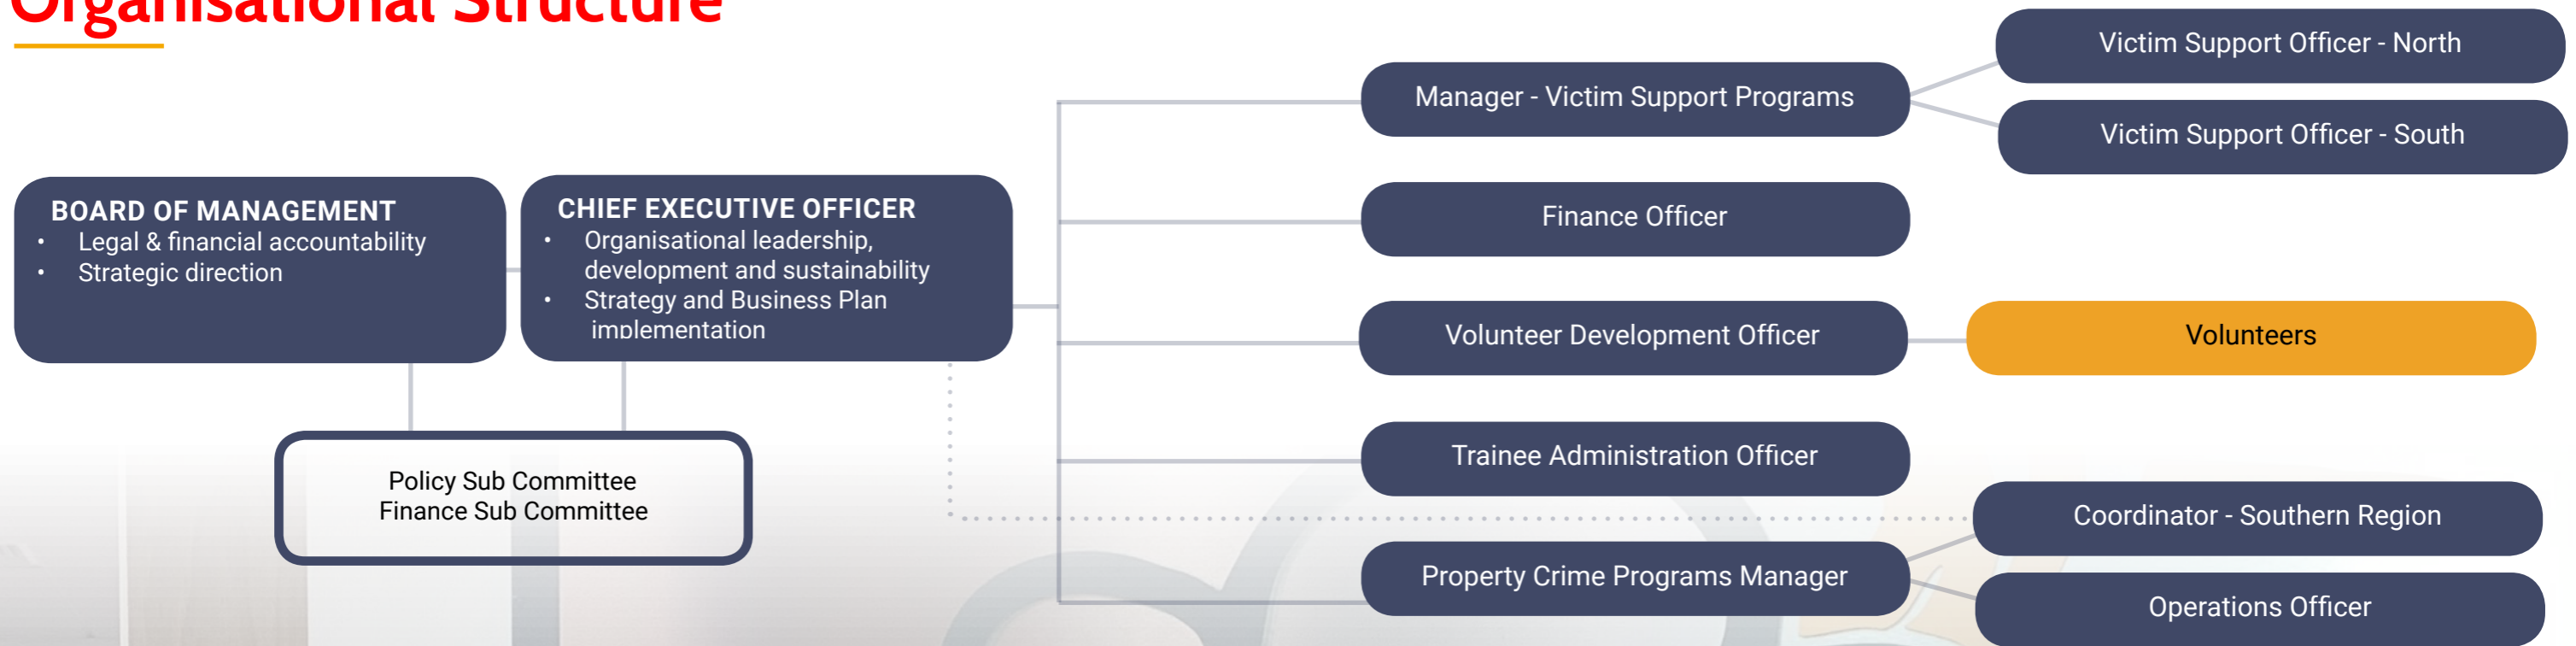 Organisational Structure
BOARD OF MANAGEMENT
• Legal & financial accountability
• Strategic direction
CHIEF EXECUTIVE OFFICER
• Organisational leadership,
development and sustainability
• Strategy and Business Plan
implementation
Policy Sub Committee
Finance Sub Committee
Manager - Victim Support Programs
Victim Support Officer - North
Victim Support Officer - South
Finance Officer
Volunteer Development Officer
Volunteers
Trainee Administration Officer
Property Crime Programs Manager
Coordinator - Southern Region
Operations Officer